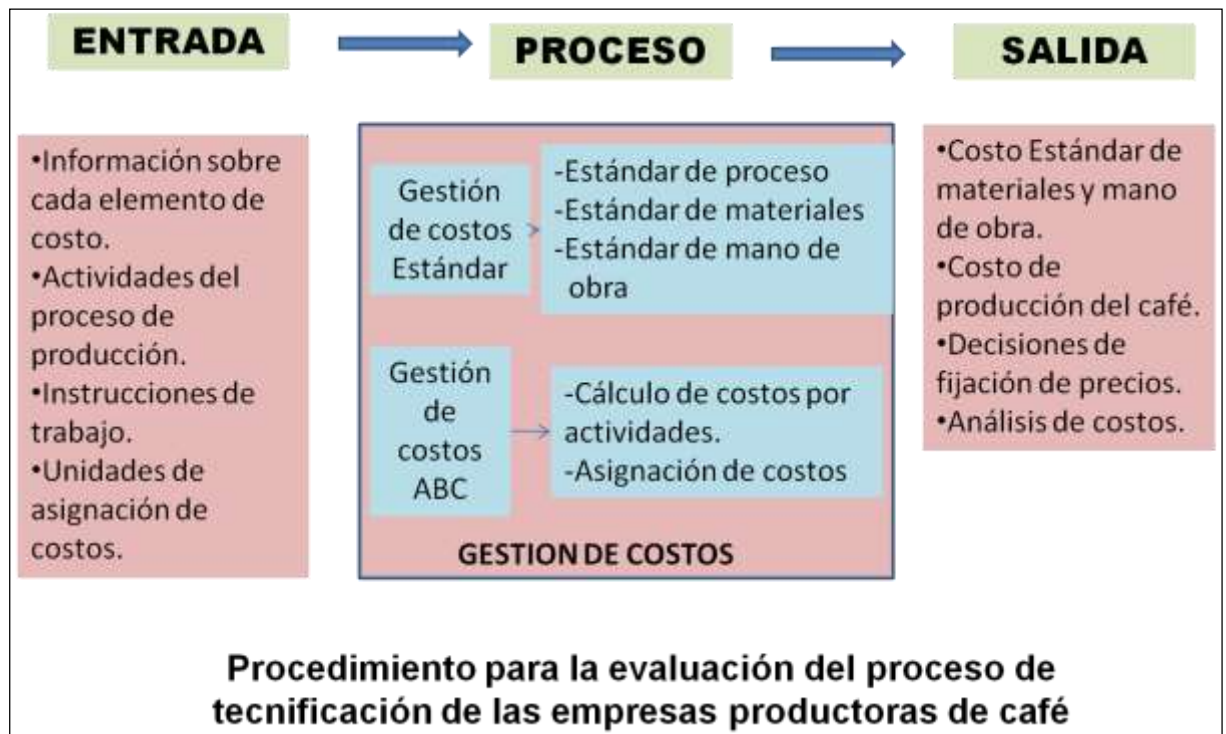 ENTRADA
PROCESO
SALIDA
•Información sobre
cada elemento de
costo.
•Actividades del
proceso de
producción.
•Instrucciones de
trabajo.
•Unidades de
asignación de
costos.
Gestión
de costos
Estándar
-Estándar de proceso
-Estándar de materiales
-Estándar de mano de
obra
Gestión
de
costos
ABC
-Cálculo de costos por
actividades.
-Asignación de costos
GESTION DE COSTOS
•Costo Estándar de
materiales y mano
de obra.
•Costo de
producción del café.
•Decisiones de
fijación de precios.
•Análisis de costos.
Procedimiento para la evaluación del proceso de
tecnificación de las empresas productoras de café